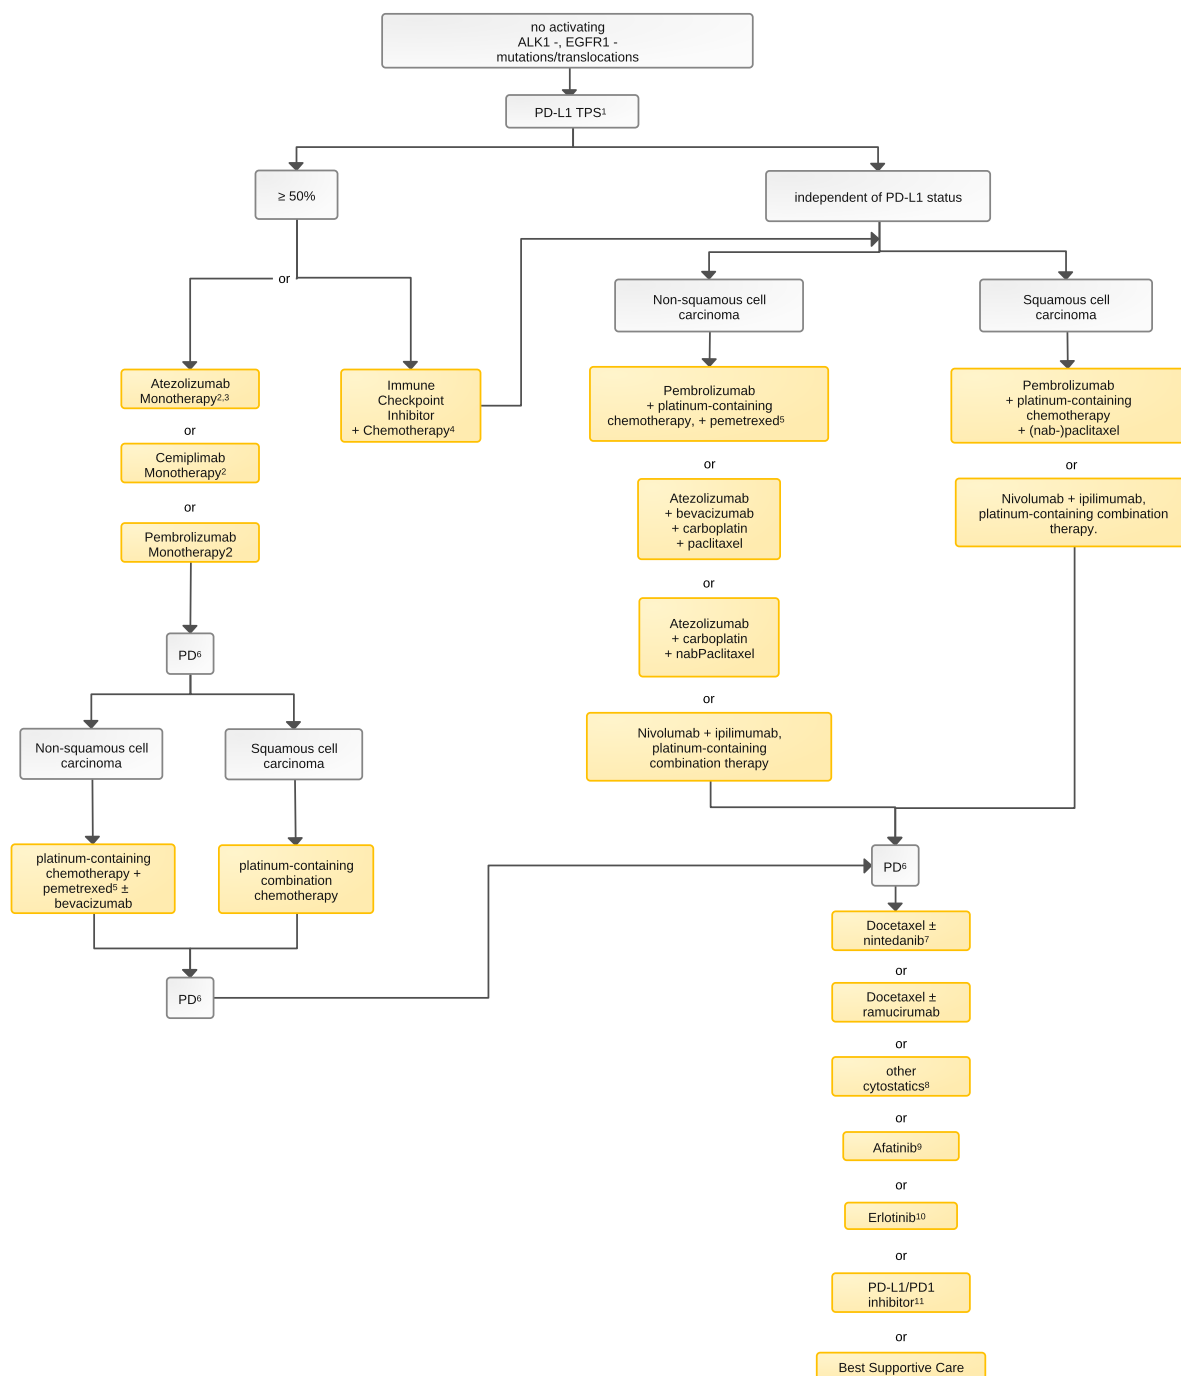 no activating
ALK1 -, EGFR1 -
mutations/translocations
PD-L1 TPS¹
≥ 50%
independent of PD-L1 status
or
Non-squamous cell
carcinoma
Squamous cell
carcinoma
Atezolizumab
Monotherapy²,³
or
Cemiplimab
Monotherapy²
or
Pembrolizumab
Monotherapy2
Immune
Checkpoint
Inhibitor
+ Chemotherapy⁴
Pembrolizumab
+ platinum-containing
chemotherapy, + pemetrexed⁵
or
Atezolizumab
+ bevacizumab
+ carboplatin
+ paclitaxel
or
Atezolizumab
+ carboplatin
+ nabPaclitaxel
or
Nivolumab + ipilimumab,
platinum-containing
combination therapy
Pembrolizumab
+ platinum-containing
chemotherapy
+ (nab-)paclitaxel
or
Nivolumab + ipilimumab,
platinum-containing combination
therapy.
PD⁶
Non-squamous cell
carcinoma
Squamous cell
carcinoma
platinum-containing
chemotherapy +
pemetrexed⁵ ±
bevacizumab
platinum-containing
combination
chemotherapy
PD⁶
PD⁶
Docetaxel ±
nintedanib⁷
or
Docetaxel ±
ramucirumab
or
other
cytostatics⁸
or
Afatinib⁹
or
Erlotinib¹⁰
or
PD-L1/PD1
inhibitor¹¹
or
Best Supportive Care